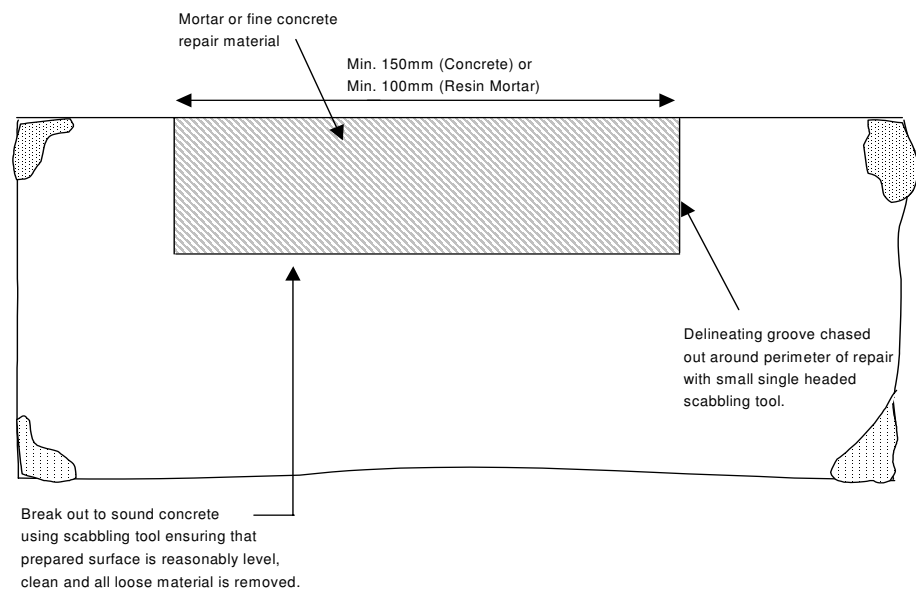 Mortar or fine concrete
repair material
Min. 150mm (Concrete) or
Min. 100mm (Resin Mortar)
Delineating groove chased
out around perimeter of repair
with small single headed
scabbling tool.
Break out to sound concrete
using scabbling tool ensuring that
prepared surface is reasonably level,
clean and all loose material is removed.